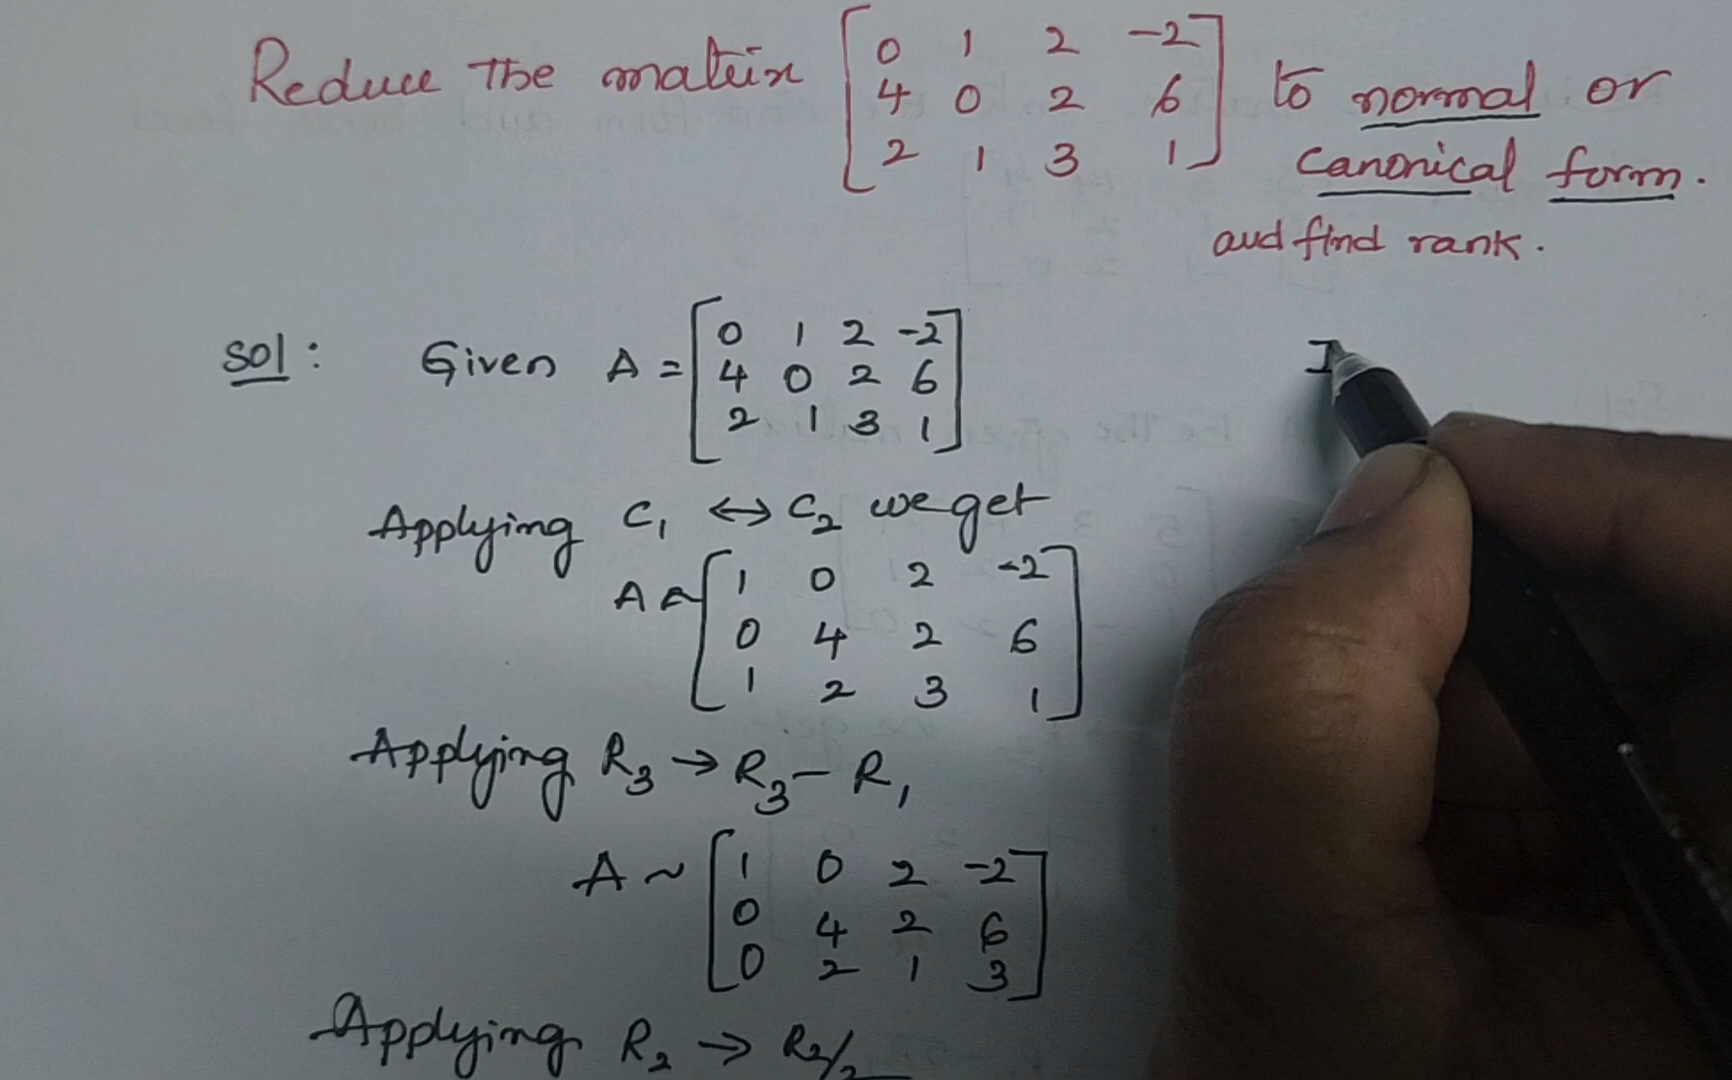 Reduce The matrix [ 0 1 2 -2 ] to normal or
[ 4 0 2 6 ] canonical form.
[ 2 1 3 1 ] and find rank.
Sol : Given A = [ 0 1 2 -2 ]
[ 4 0 2 6 ]
[ 2 1 3 1 ]
I
Applying C₁ ↔ C₂ we get
A ~ [ 1 0 2 -2 ]
[ 0 4 2 6 ]
[ 1 2 3 1 ]
Applying R₃ → R₃ - R₁
A ~ [ 1 0 2 -2 ]
[ 0 4 2 6 ]
[ 0 2 1 3 ]
Applying R₂ → R₂/2